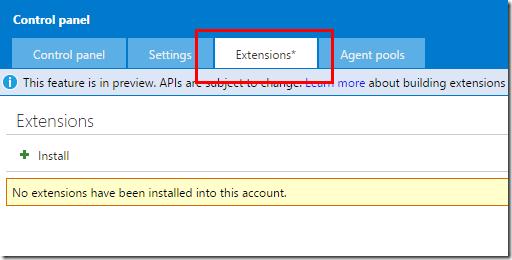 Control panel
Control panel Settings Extensions* Agent pools
This feature is in preview. APIs are subject to change. Learn more about building extensions
Extensions
Install
No extensions have been installed into this account.